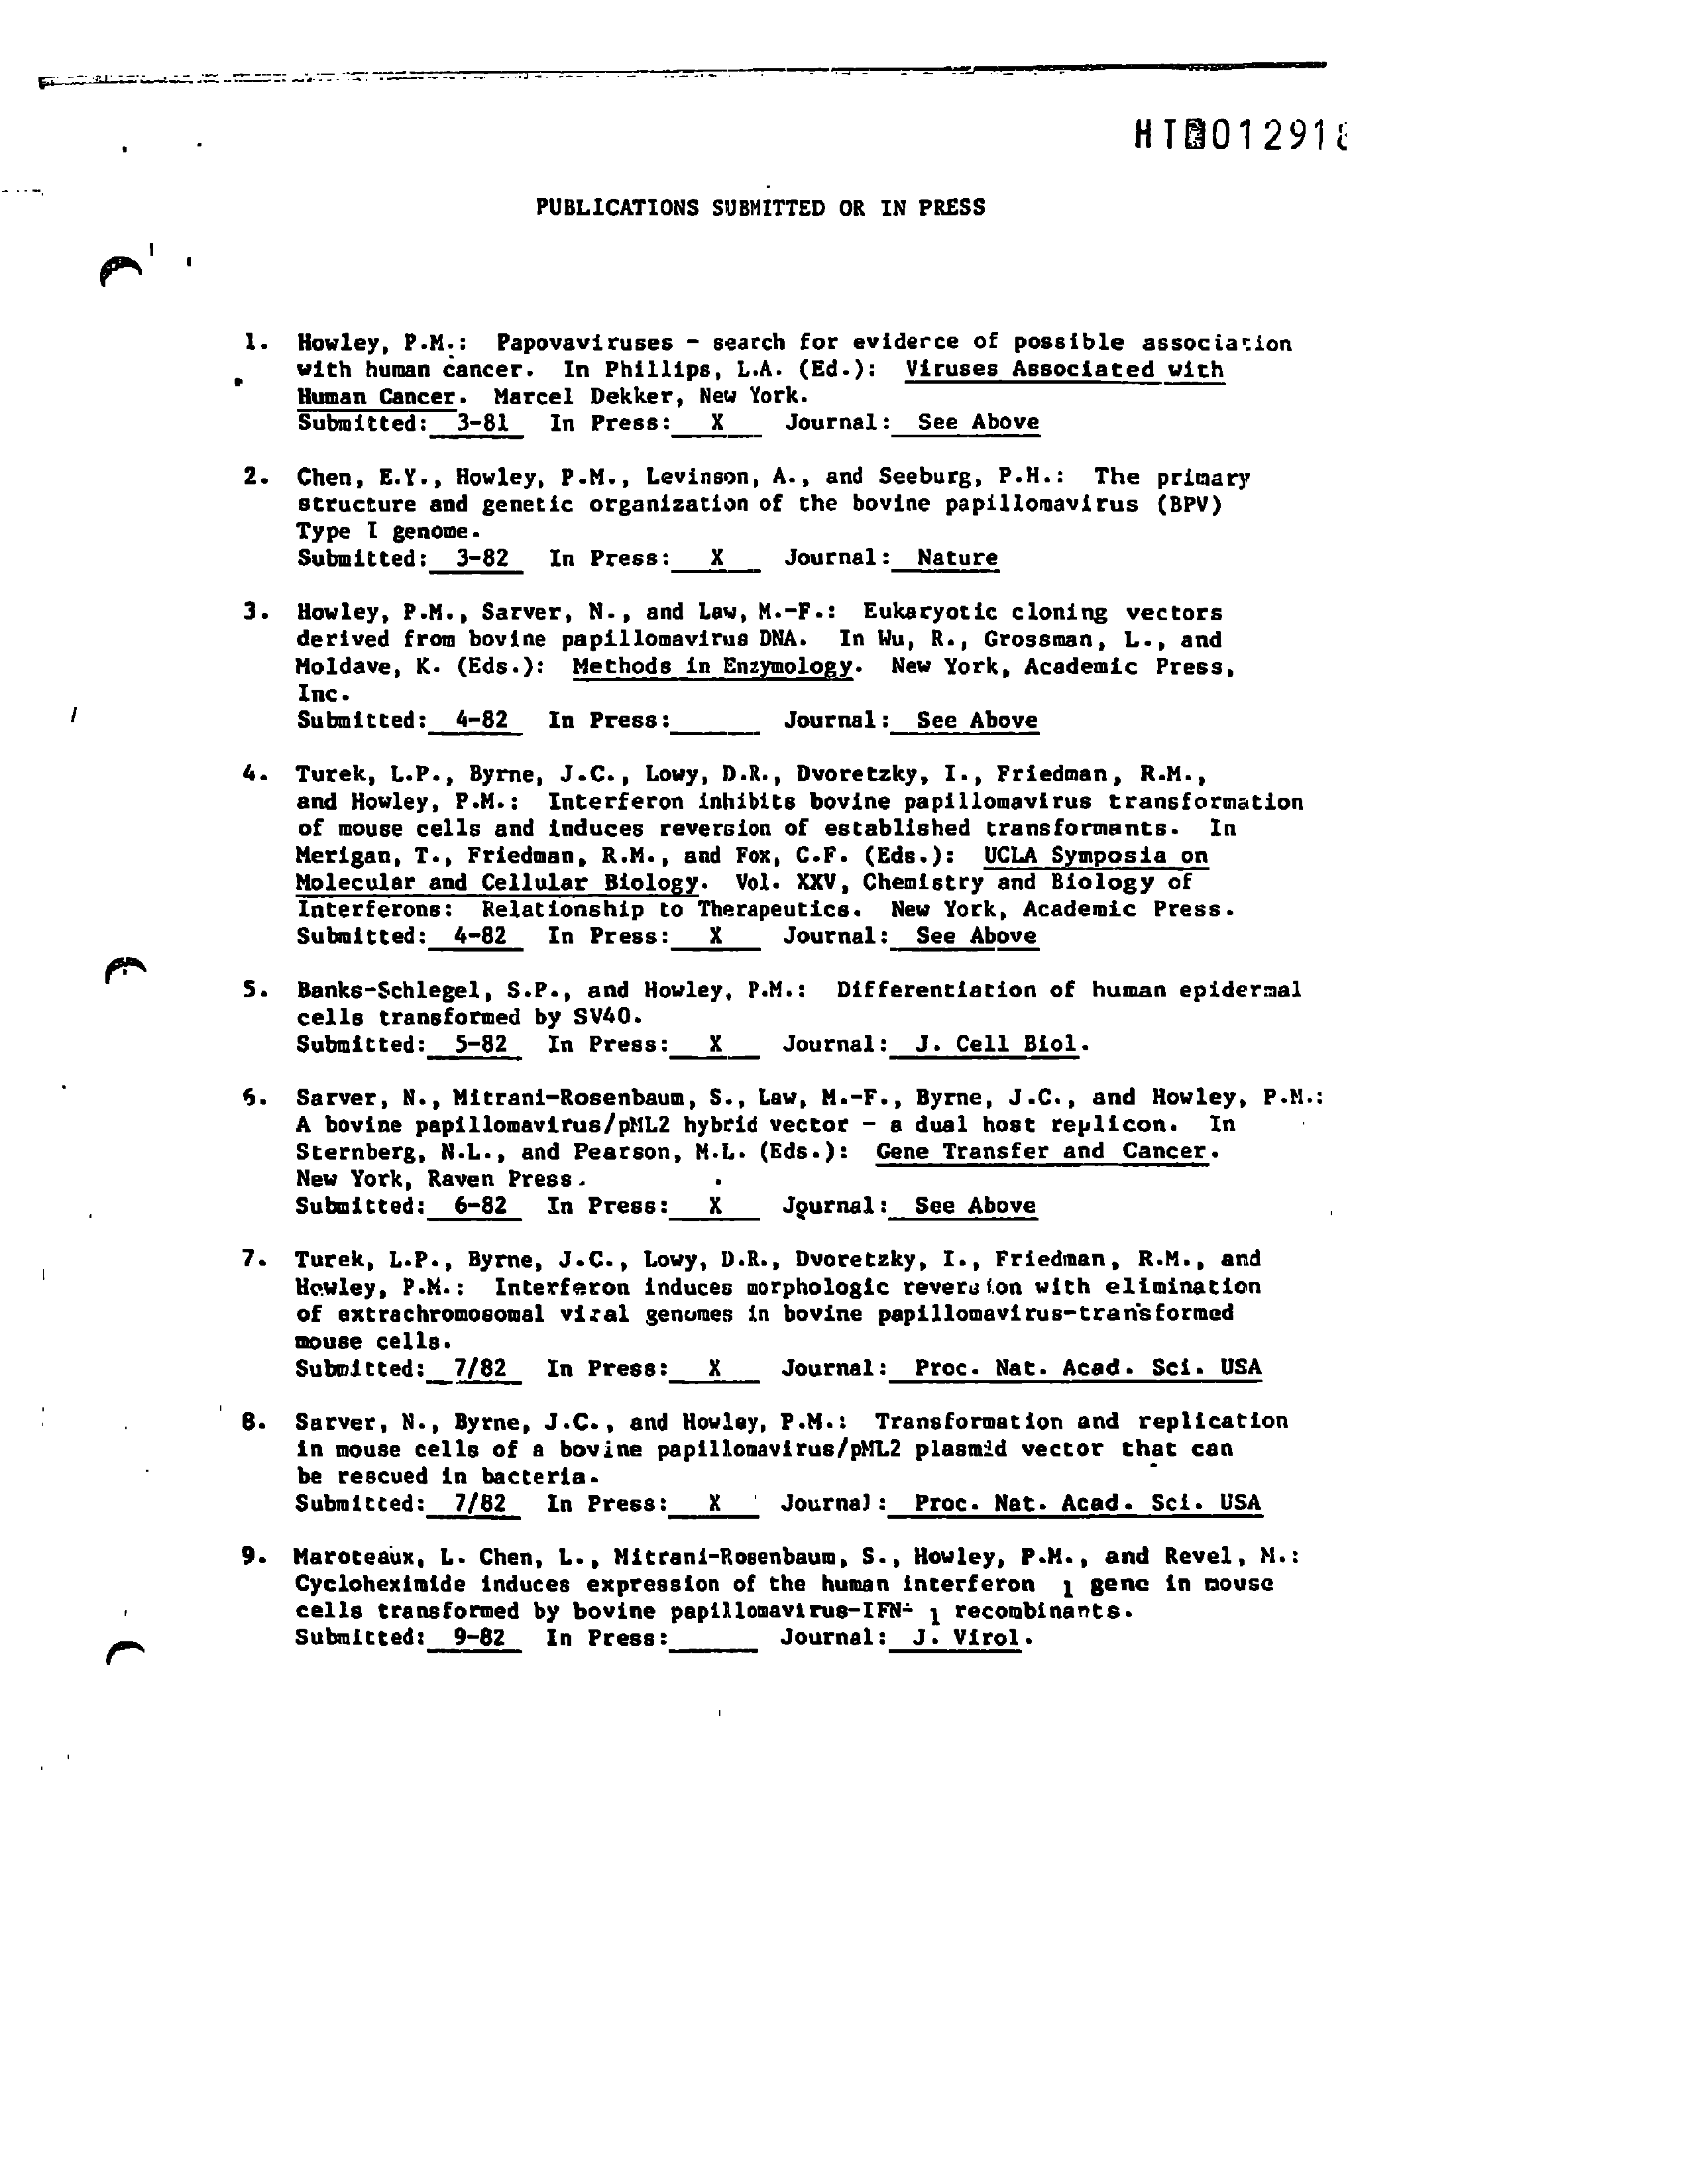 012918
PUBLICATIONS SUBMITTED OR IN PRESS
1. Howley, P.M.: Papovaviruses - search for evidence of possible association
with human cancer. In Phillips, L.A. (Ed.): Viruses Associated with
Human Cancer. Marcel Dekker, New York.
Submitted: 3-81 In Press: X Journal: See Above
2. Chen, E.Y., Howley, P.M., Levinson, A., and Seeburg, P.H.: The primary
structure and genetic organization of the bovine papillomavirus (BPV)
Type I genome.
Submitted: 3-82 In Press: X Journal: Nature
3. Howley, P.M., Sarver, N., and Law, M.-F.: Eukaryotic cloning vectors
derived from bovine papillomavirus DNA. In Wu, R., Grossman, L., and
Moldave, K. (Eds.): Methods in Enzymology. New York, Academic Press,
Inc.
Submitted: 4-82 In Press: Journal: See Above
4. Turek, L.P., Byrne, J.C., Lowy, D.R., Dvoretzky, I., Friedman, R.M.,
and Howley, P.M.: Interferon inhibits bovine papillomavirus transformation
of mouse cells and induces reversion of established transformants. In
Merigan, T., Friedman, R.M., and Fox, C.F. (Eds.): UCLA Symposia on
Molecular and Cellular Biology. Vol. XXV, Chemistry and Biology of
Interferons: Relationship to Therapeutics. New York, Academic Press.
Submitted: 4-82 In Press: X Journal: See Above
5. Banks-Schlegel, S.P., and Howley, P.M.: Differentiation of human epidermal
cells transformed by SV40.
Submitted: 5-82 In Press: X Journal: J. Cell Biol.
6. Sarver, N., Mitrani-Rosenbaum, S., Law, M.-F., Byrne, J.C., and Howley, P.M.:
A bovine papillomavirus/pML2 hybrid vector - a dual host replicon. In
Sternberg, N.L., and Pearson, M.L. (Eds.): Gene Transfer and Cancer.
New York, Raven Press.
Submitted: 6-82 In Press: X Journal: See Above
7. Turek, L.P., Byrne, J.C., Lowy, D.R., Dvoretzky, I., Friedman, R.M., and
Howley, P.M.: Interferon induces morphologic reversion with elimination
of extrachromosomal viral genomes in bovine papillomavirus-transformed
mouse cells.
Submitted: 7/82 In Press: X Journal: Proc. Nat. Acad. Sci. USA
8. Sarver, N., Byrne, J.C., and Howley, P.M.: Transformation and replication
in mouse cells of a bovine papillomavirus/pML2 plasmid vector that can
be rescued in bacteria.
Submitted: 7/82 In Press: X Journal: Proc. Nat. Acad. Sci. USA
9. Maroteaux, L. Chen, L., Mitrani-Rosenbaum, S., Howley, P.M., and Revel, M.:
Cycloheximide induces expression of the human interferon 1 gene in mouse
cells transformed by bovine papillomavirus-IFN- 1 recombinants.
Submitted: 9-82 In Press: Journal: J. Virol.